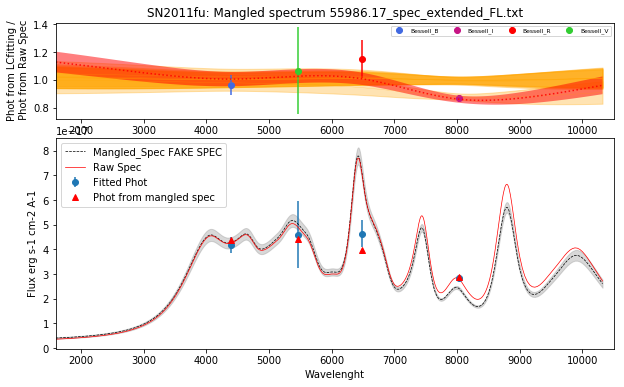 SN2011fu: Mangled spectrum 55986.17_spec_extended_FL.txt
Phot from LCfitting /
Phot from Raw Spec
1.4
1.2
1.0
0.8
Bessell_B
Bessell_I
Bessell_R
Bessell_V
2000 3000 4000 5000 6000 7000 8000 9000 10000
1e-17
Flux erg s-1 cm-2 A-1
8
7
6
5
4
3
2
1
0
Mangled_Spec FAKE SPEC
Raw Spec
Fitted Phot
Phot from mangled spec
2000 3000 4000 5000 6000 7000 8000 9000 10000
Wavelenght